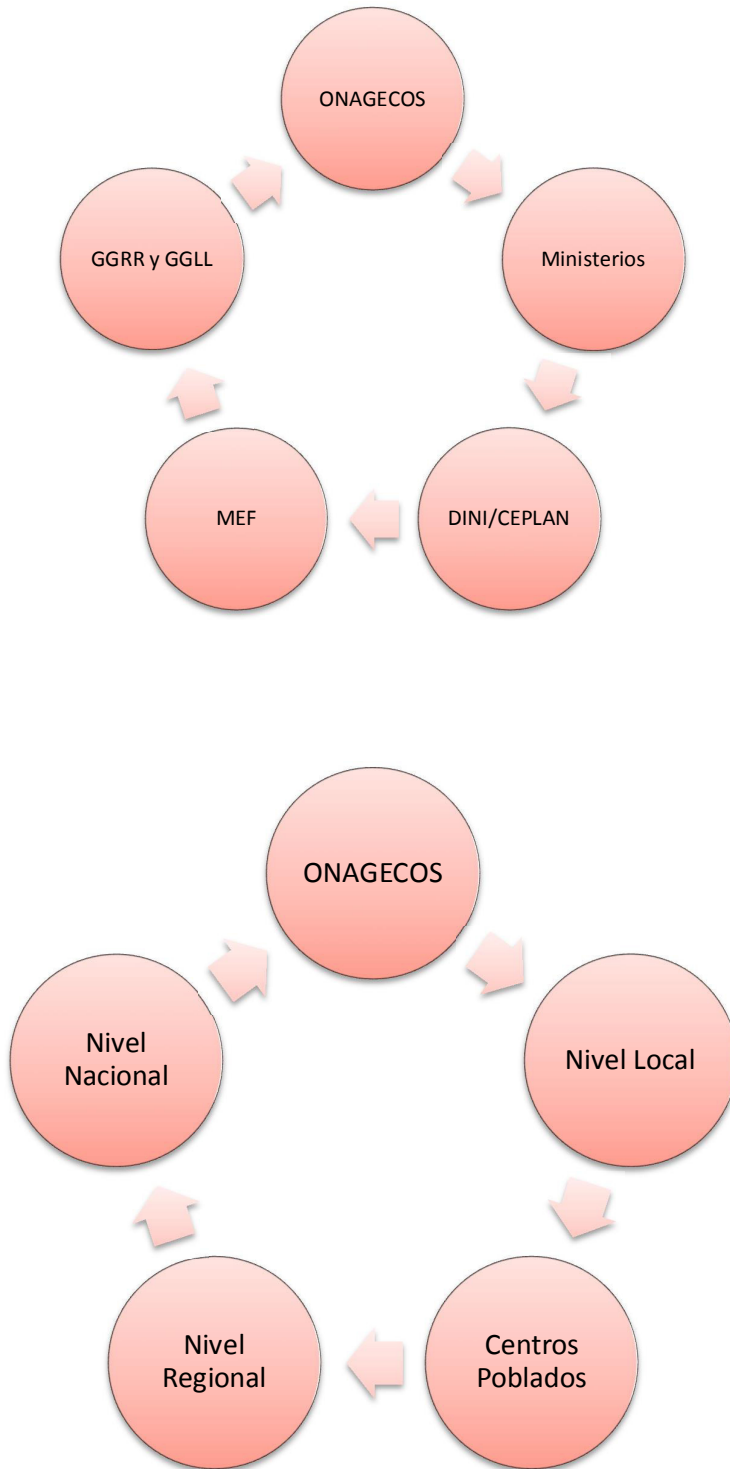 ONAGECOS
GGRR y GGLL
Ministerios
MEF
DINI/CEPLAN
ONAGECOS
Nivel
Nacional
Nivel Local
Nivel
Regional
Centros
Poblados